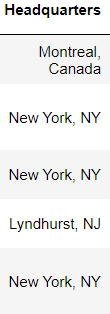 Headquarters
Montreal,
Canada
New York, NY
New York, NY
Lyndhurst, NJ
New York, NY